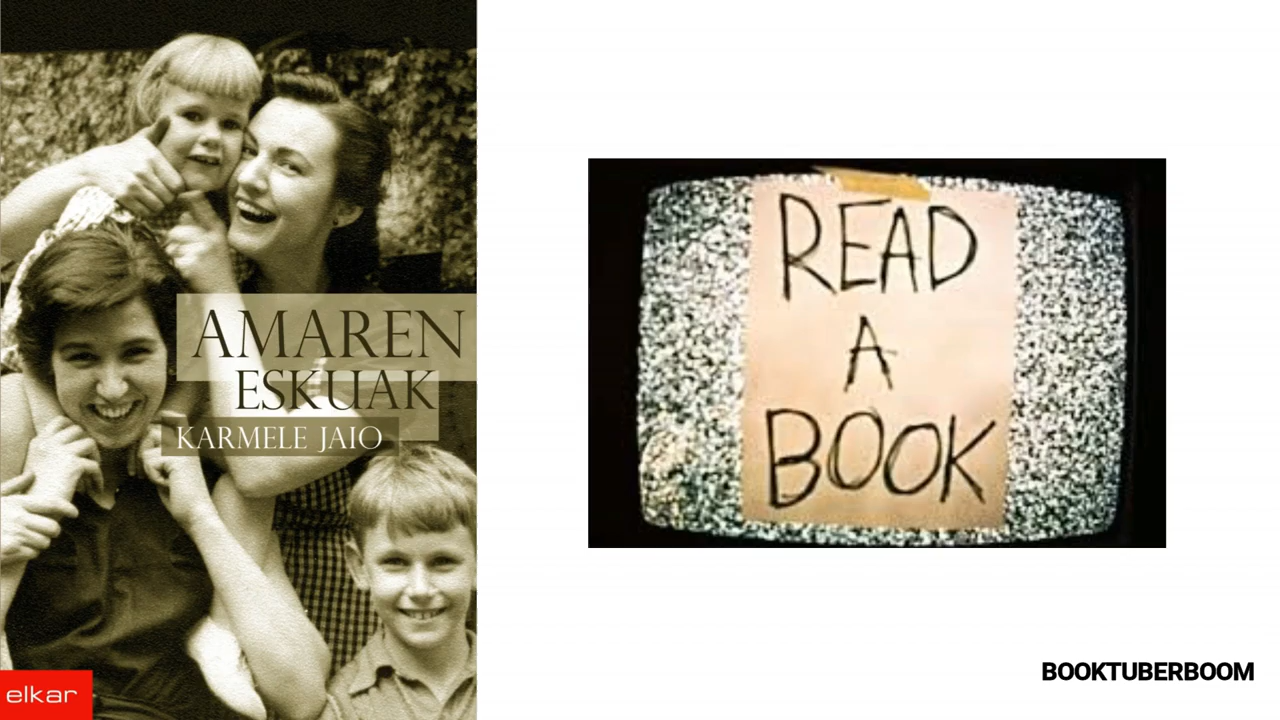 AMAREN
ESKUAK
KARMELE JAIO
elkar
READ
A
BOOK
BOOKTUBERBOOM